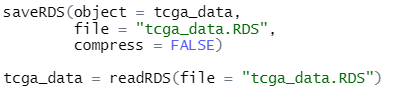 saveRDS(object = tcga_data,
        file = "tcga_data.RDS",
        compress = FALSE)
tcga_data = readRDS(file = "tcga_data.RDS")